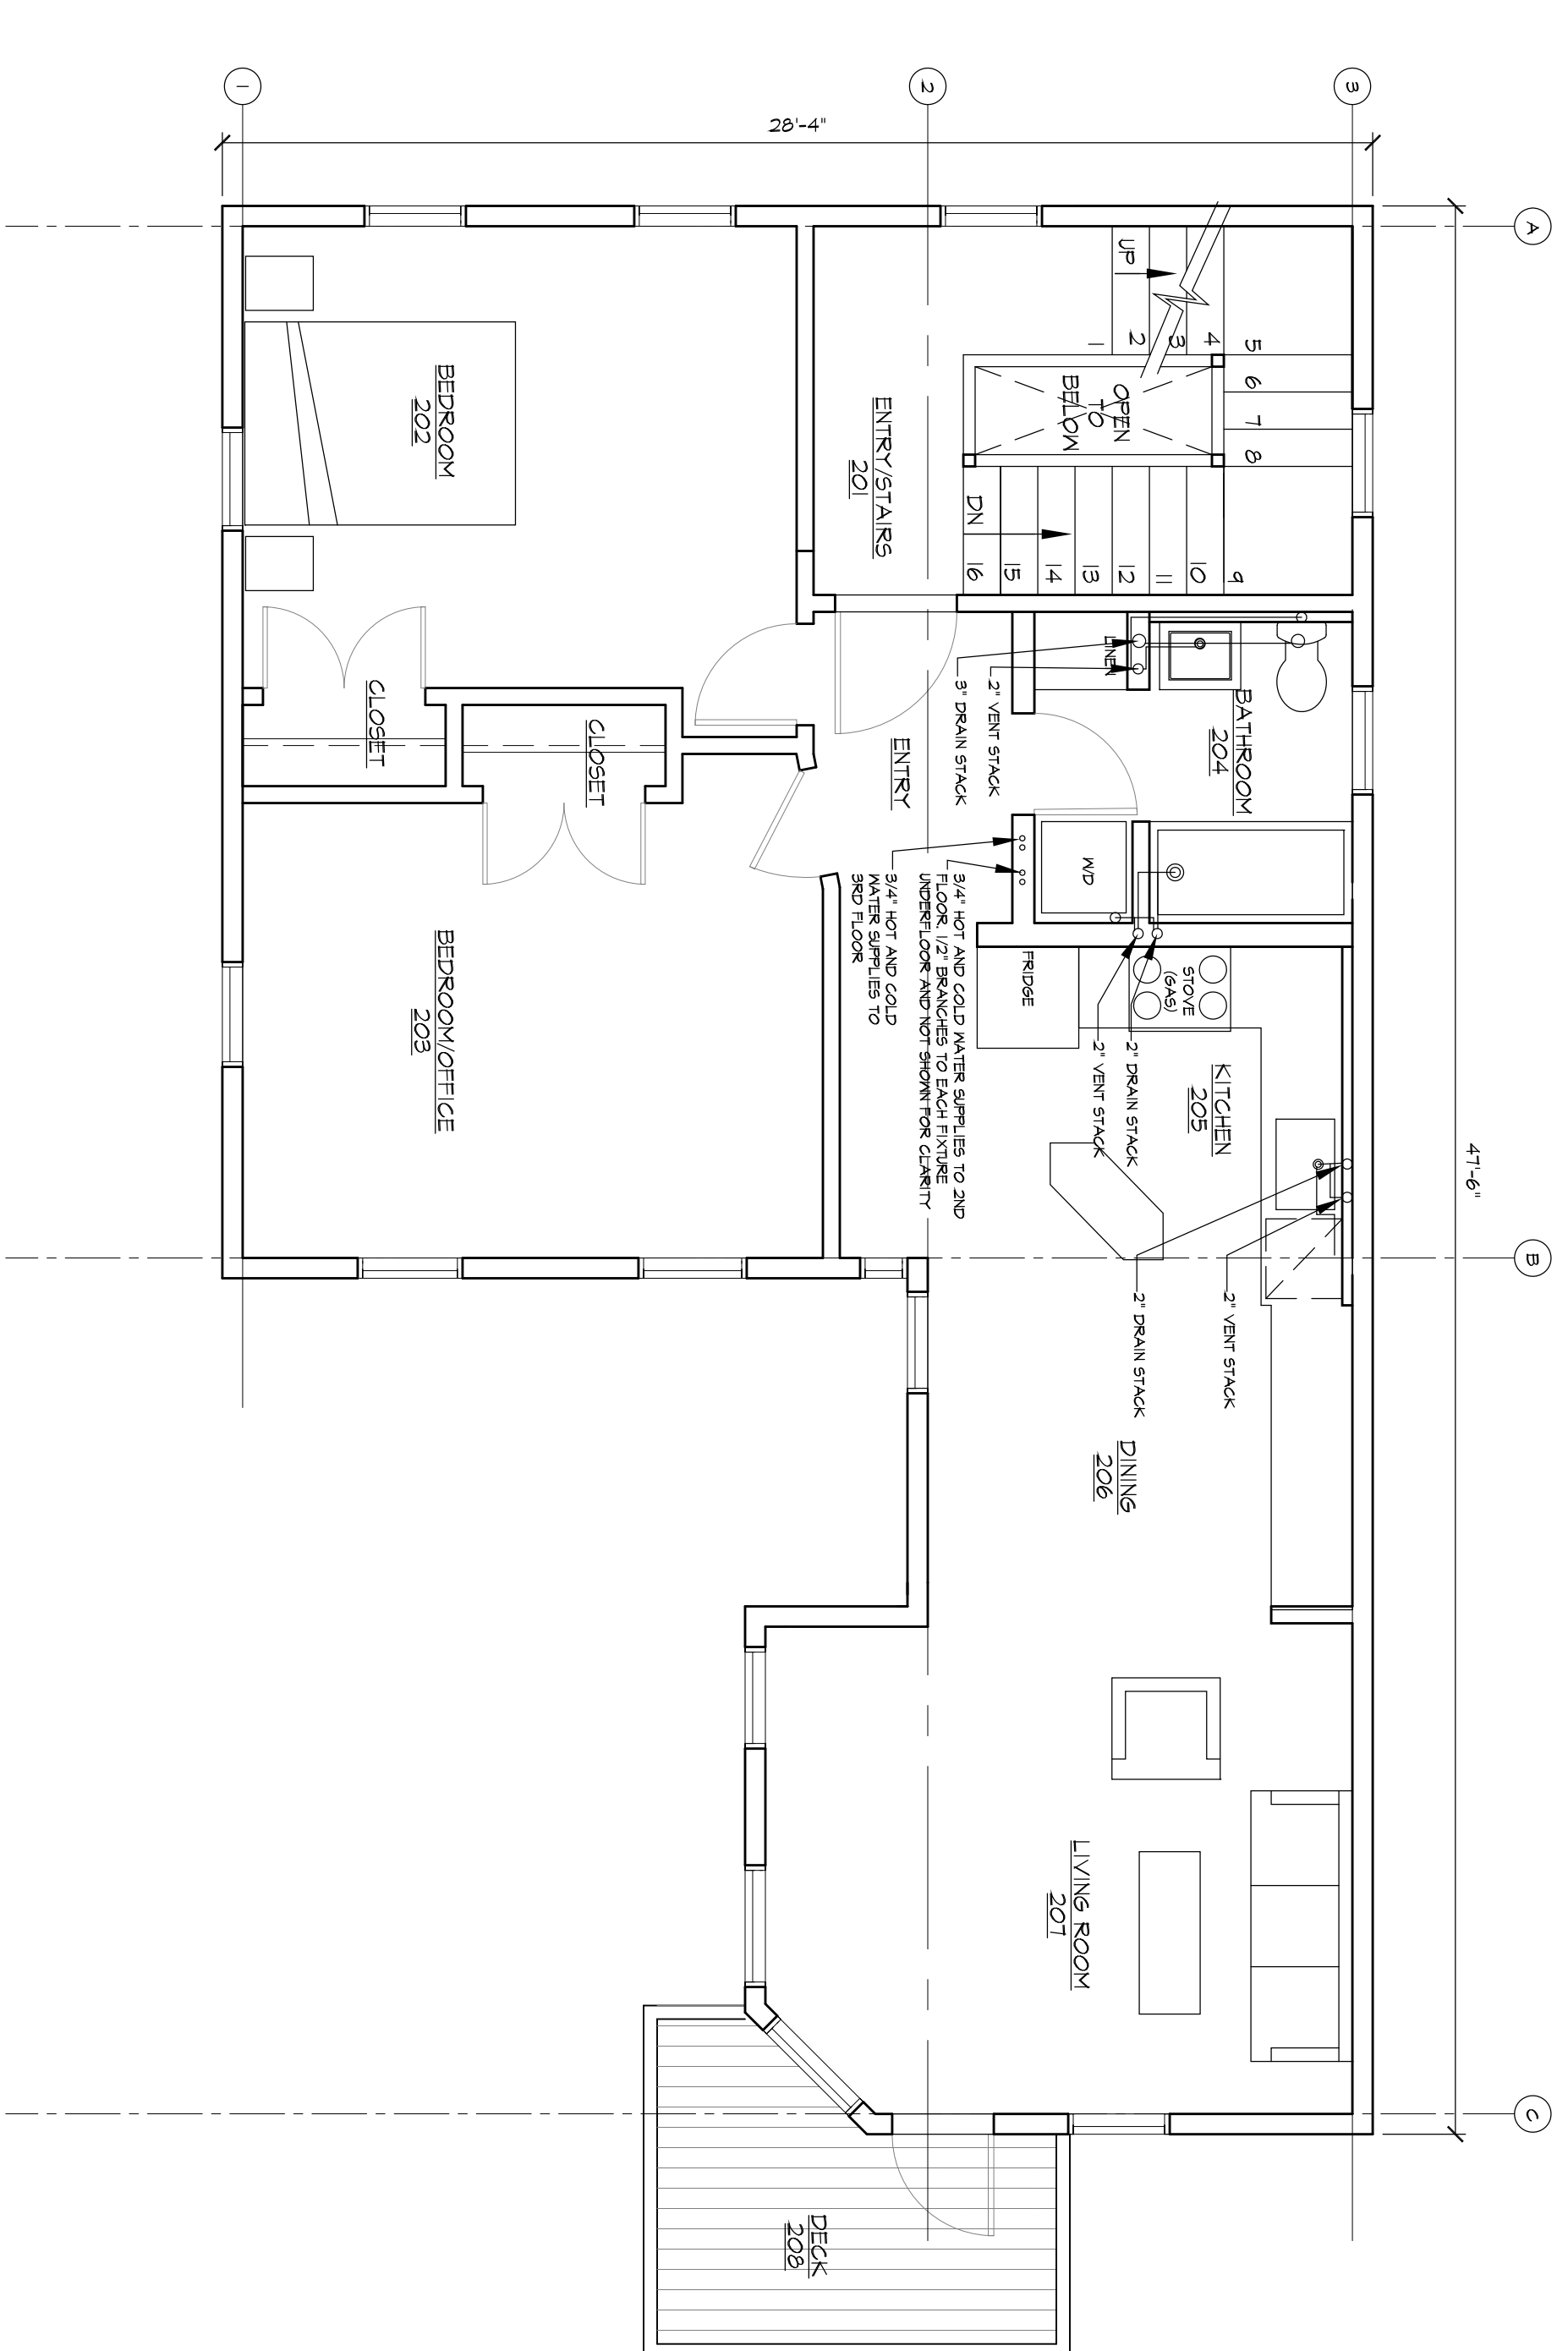 1
2
3
A
B
C
28'-4"
47'-6"
UP
1
2
3
4
5
6
7
8
9
10
11
12
13
14
15
16
DN
OPEN
TO
BELOW
ENTRY/STAIRS
201
BEDROOM
202
CLOSET
CLOSET
BEDROOM/OFFICE
203
ENTRY
LINEN
BATHROOM
204
2" VENT STACK
3" DRAIN STACK
W/D
3/4" HOT AND COLD WATER SUPPLIES TO 2ND
FLOOR. 1/2" BRANCHES TO EACH FIXTURE
UNDERFLOOR AND NOT SHOWN FOR CLARITY
3/4" HOT AND COLD
WATER SUPPLIES TO
3RD FLOOR
FRIDGE
STOVE
(GAS)
2" DRAIN STACK
2" VENT STACK
KITCHEN
205
2" VENT STACK
2" DRAIN STACK
DINING
206
LIVING ROOM
207
DECK
208